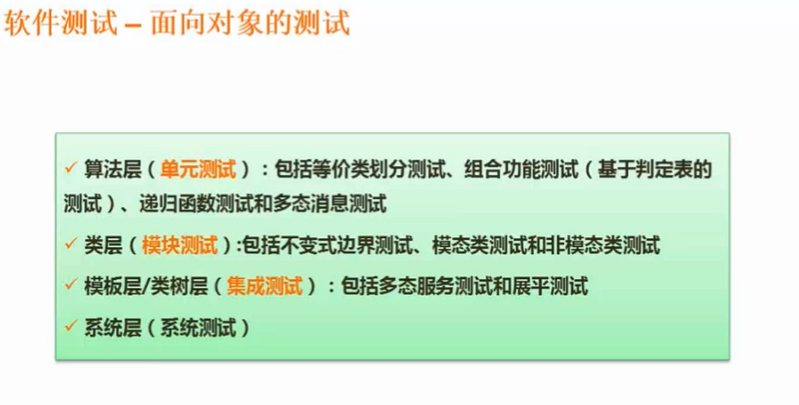 软件测试 – 面向对象的测试
✓ 算法层（单元测试）：包括等价类划分测试、组合功能测试（基于判定表的
测试）、递归函数测试和多态消息测试
✓ 类层（模块测试）:包括不变式边界测试、模态类测试和非模态类测试
✓ 模板层/类树层（集成测试）：包括多态服务测试和展平测试
✓ 系统层（系统测试）